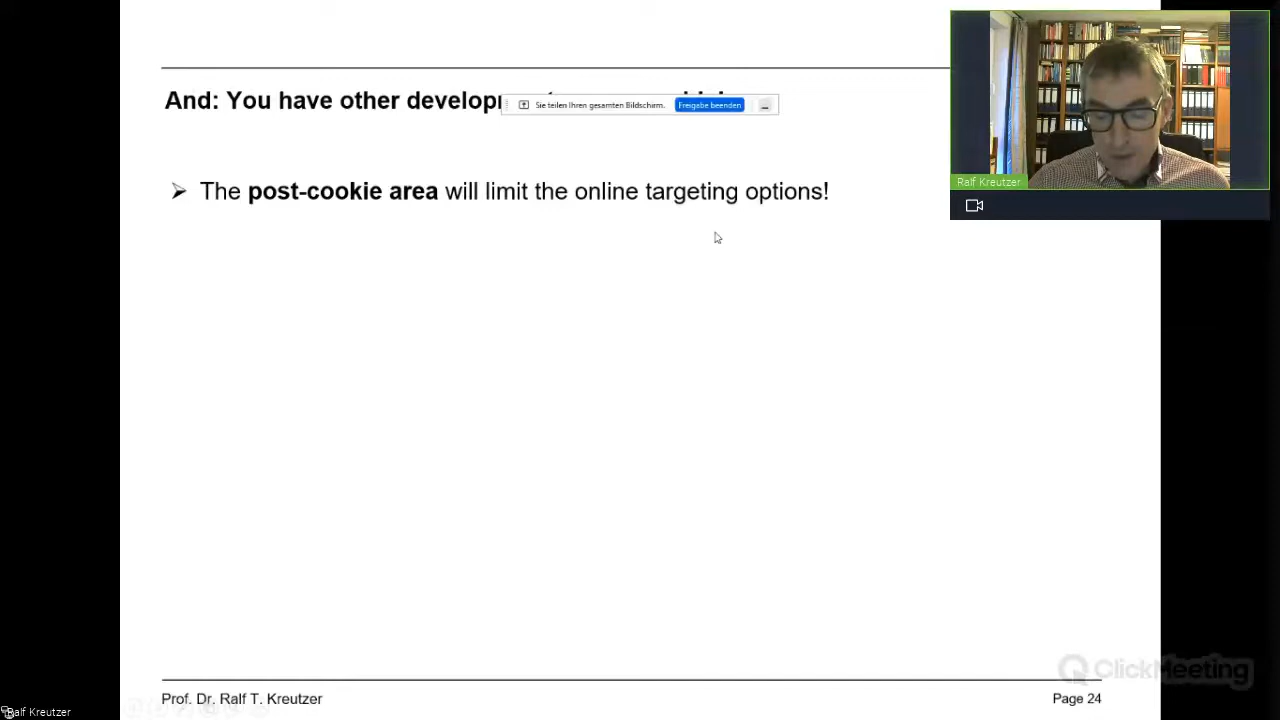 And: You have other develop
Sie teilen Ihren gesamten Bildschirm. Freigabe beenden
Ralf Kreutzer
➢ The post-cookie area will limit the online targeting options!
ClickMeeting
Prof. Dr. Ralf T. Kreutzer
Page 24
Ralf Kreutzer